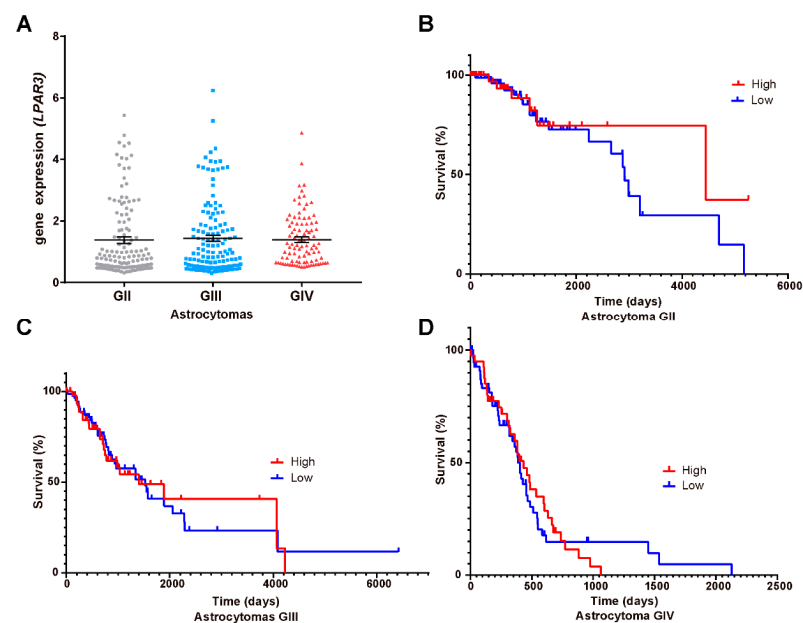 A
gene expression (LPAR3)
8
6
4
2
0
GII
GIII
GIV
Astrocytomas
B
Survival (%)
100
50
0
High
Low
0
2000
4000
6000
Time (days)
Astrocytoma GII
C
Survival (%)
100
50
0
High
Low
0
2000
4000
6000
Time (days)
Astrocytomas GIII
D
Survival (%)
100
50
0
High
Low
0
500
1000
1500
2000
2500
Time (days)
Astrocytoma GIV